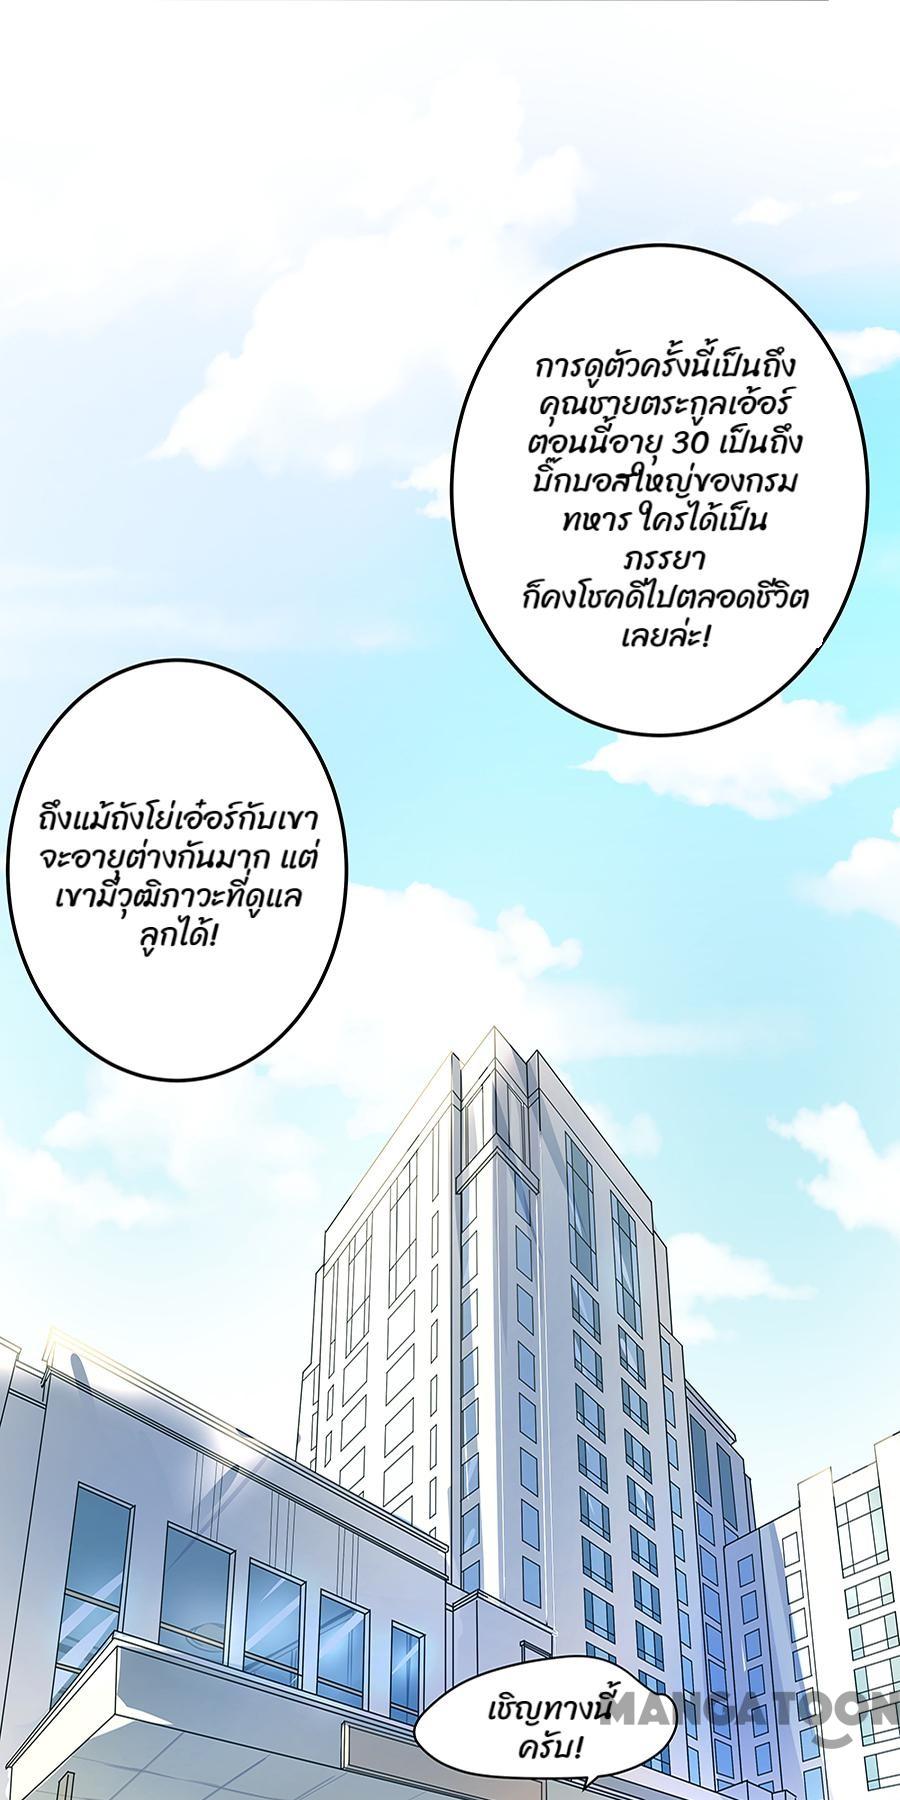 การดูตัวครั้งนี้เป็นถึง
คุณชายตระกูลเอ้อร์
ตอนนี้อายุ 30 เป็นถึง
บิ๊กบอสใหญ่ของกรม
ทหาร ใครได้เป็น
ภรรยา
ก็คงโชคดีไปตลอดชีวิต
เลยล่ะ!
ถึงแม้ถังโย่เอ๋อร์กับเขา
จะอายุต่างกันมาก แต่
เขามีวุฒิภาวะที่ดูแล
ลูกได้!
เชิญทางนี้
ครับ!
MANGATOON